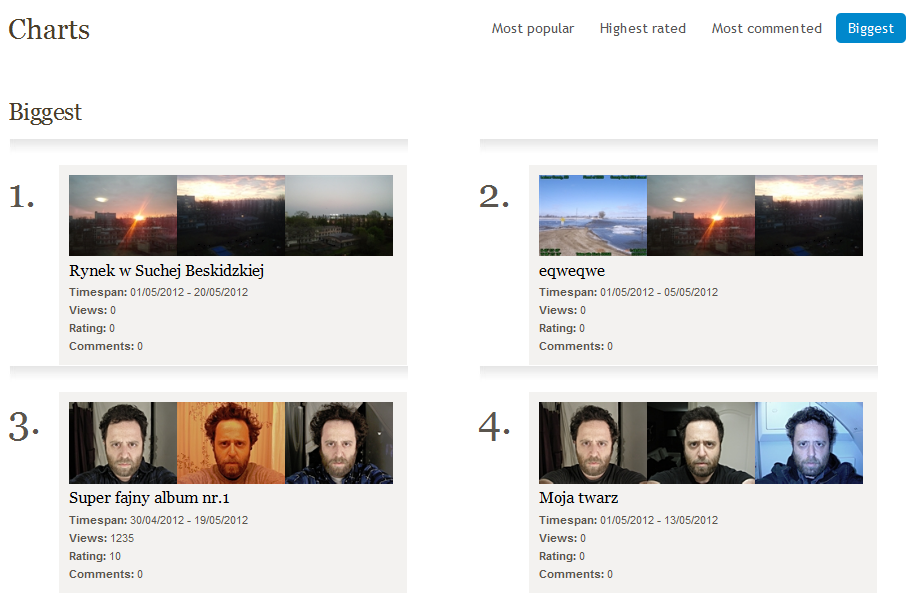 Charts
Most popular
Highest rated
Most commented
Biggest
Biggest
1.
Rynek w Suchej Beskidzkiej
Timespan: 01/05/2012 - 20/05/2012
Views: 0
Rating: 0
Comments: 0
2.
eqweqwe
Timespan: 01/05/2012 - 05/05/2012
Views: 0
Rating: 0
Comments: 0
3.
Super fajny album nr.1
Timespan: 30/04/2012 - 19/05/2012
Views: 1235
Rating: 10
Comments: 0
4.
Moja twarz
Timespan: 01/05/2012 - 13/05/2012
Views: 0
Rating: 0
Comments: 0